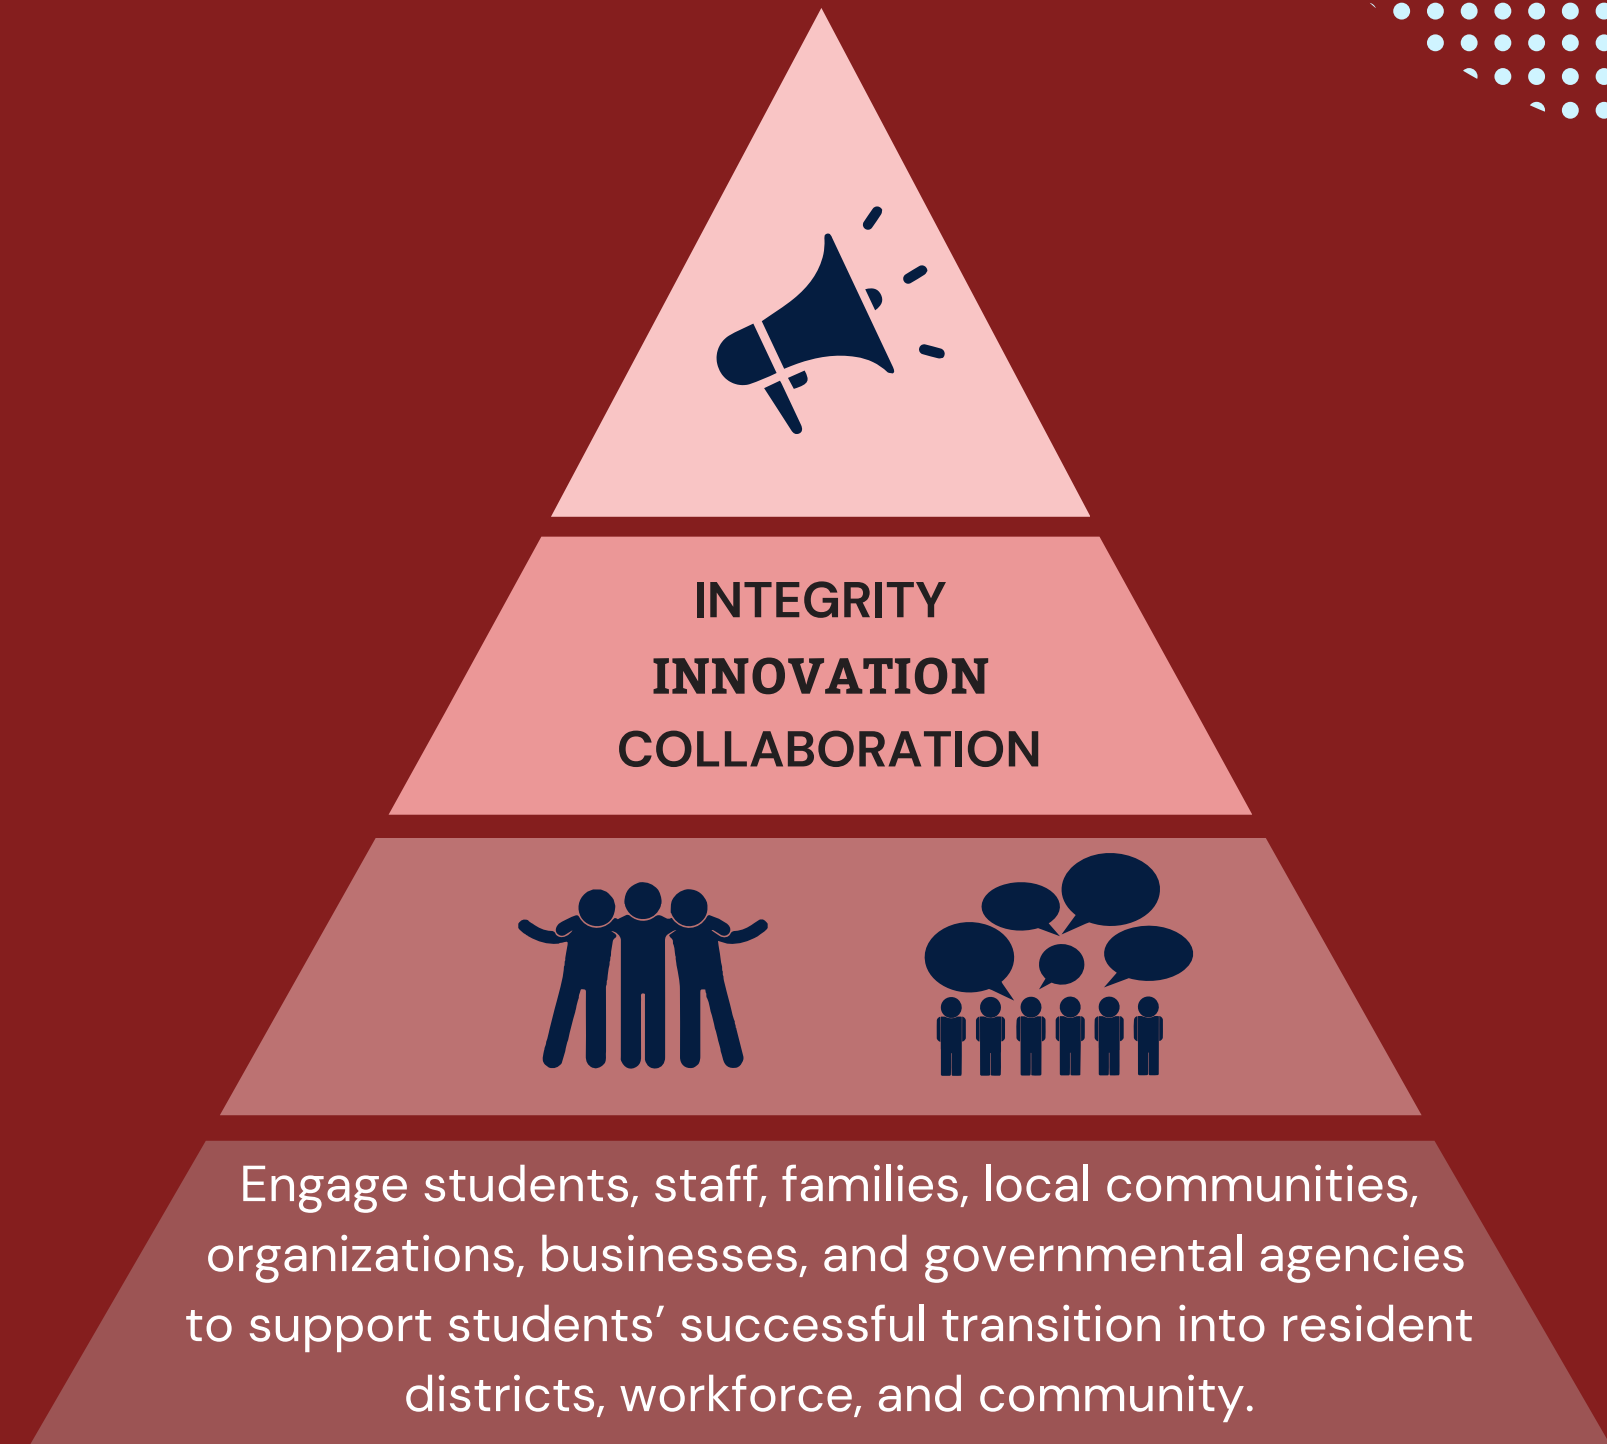 INTEGRITY
INNOVATION
COLLABORATION
Engage students, staff, families, local communities,
organizations, businesses, and governmental agencies
to support students’ successful transition into resident
districts, workforce, and community.